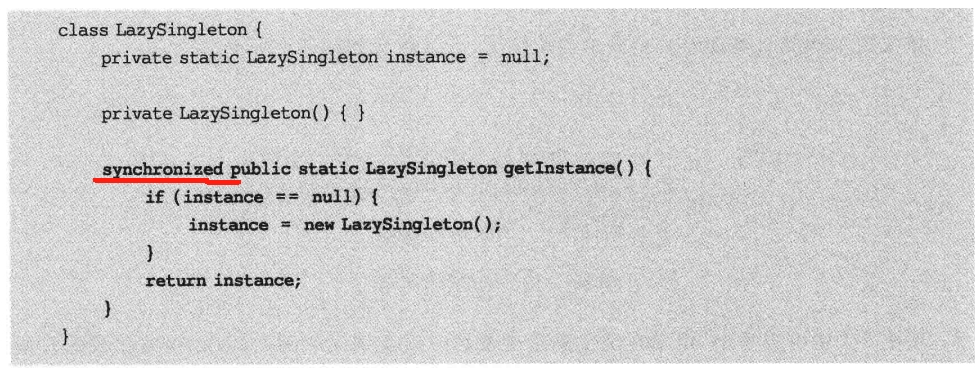 class LazySingleton {
private static LazySingleton instance = null;
private LazySingleton() { }
synchronized public static LazySingleton getInstance() {
if (instance == null) {
instance = new LazySingleton();
}
return instance;
}
}